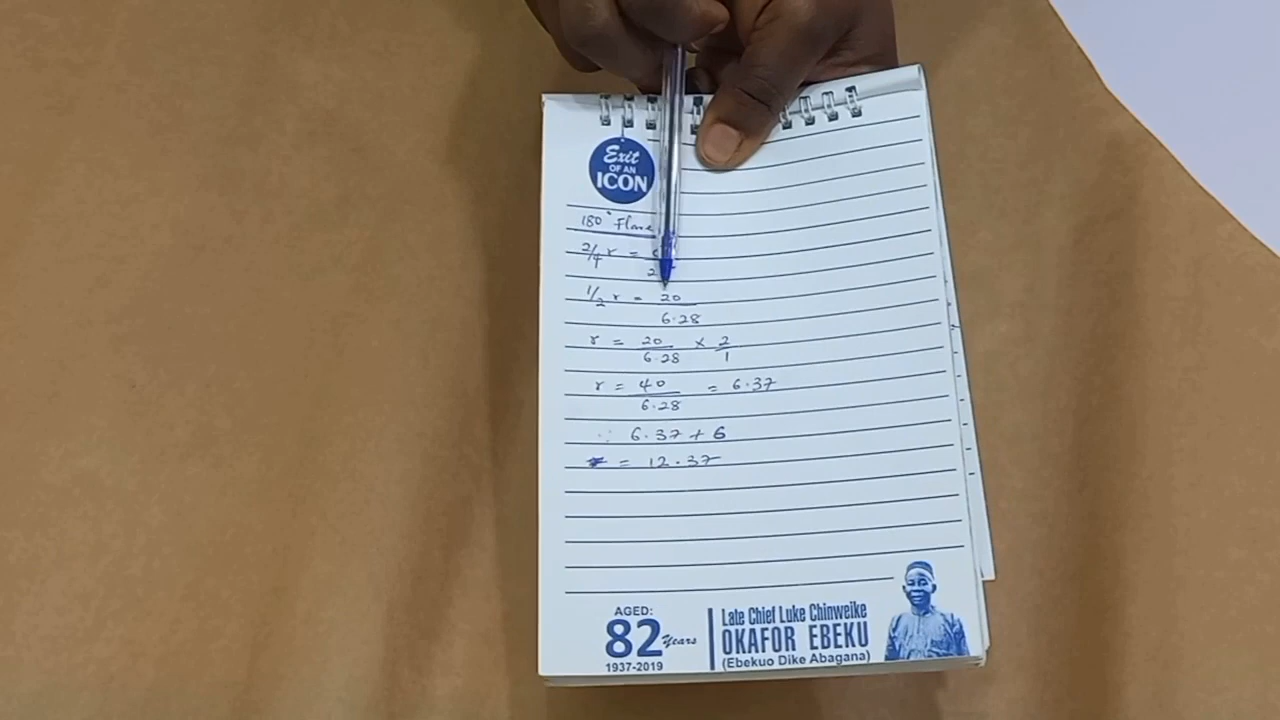 Exit
OF AN
ICON
180° Flare
2/4 r =
1/2 r = 20/6.28
r = 20/6.28 × 2/1
r = 40/6.28 = 6.37
∵ 6.37 + 6
= 12.37
AGED:
82 Years
1937-2019
Late Chief Luke Chinweike
OKAFOR EBEKU
(Ebekuo Dike Abagana)